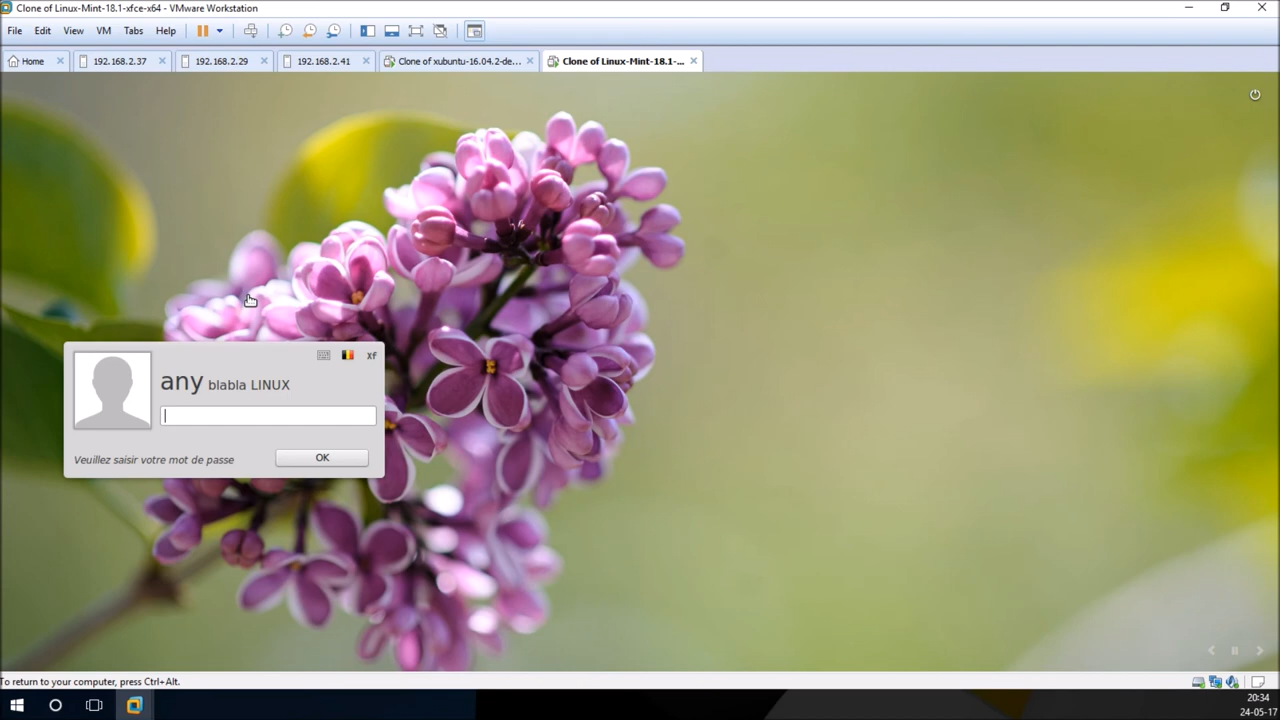 Clone of Linux-Mint-18.1-xfce-x64 - VMware Workstation
File Edit View VM Tabs Help
Home 192.168.2.37 192.168.2.29 192.168.2.41 Clone of xubuntu-16.04.2-de... Clone of Linux-Mint-18.1-...
Xf
any blabla LINUX
Veuillez saisir votre mot de passe OK
To return to your computer, press Ctrl+Alt.
20:34
24-05-17